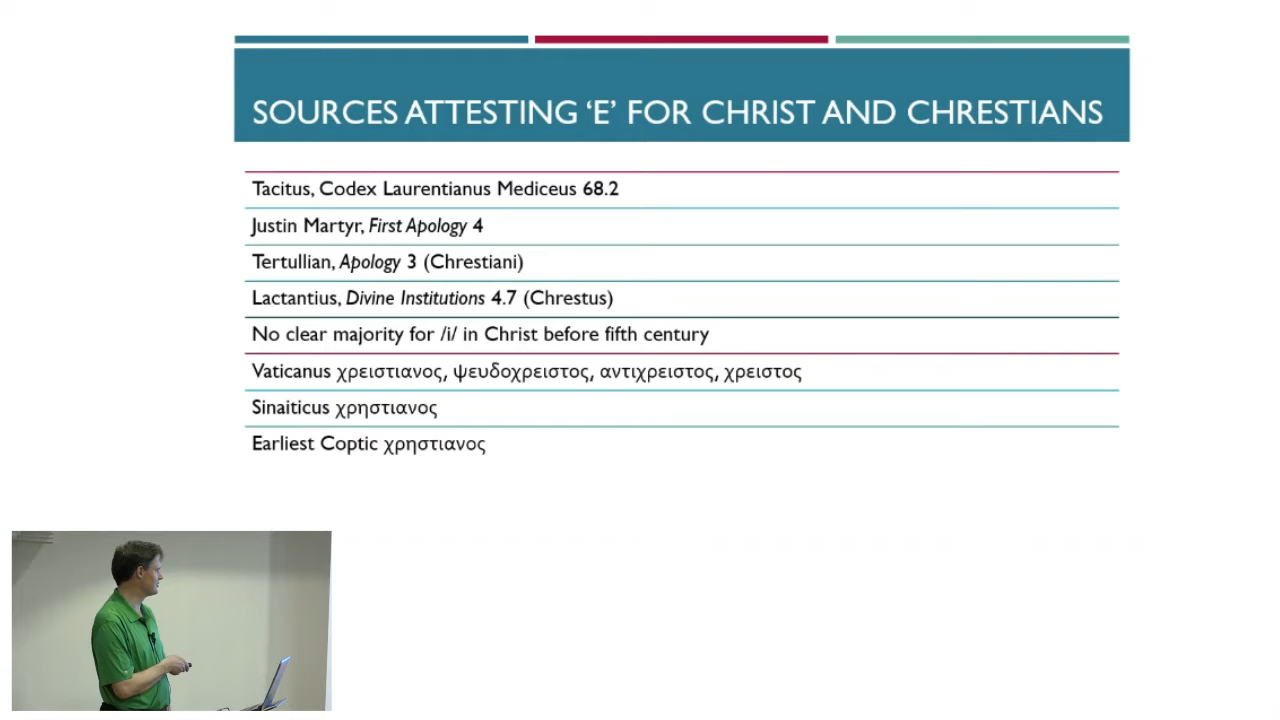 SOURCES ATTESTING ‘E’ FOR CHRIST AND CHRESTIANS
Tacitus, Codex Laurentianus Mediceus 68.2
Justin Martyr, First Apology 4
Tertullian, Apology 3 (Chrestiani)
Lactantius, Divine Institutions 4.7 (Chrestus)
No clear majority for /i/ in Christ before fifth century
Vaticanus χρειστιανος, ψευδοχρειστος, αντιχρειστος, χρειστος
Sinaiticus χρηστιανος
Earliest Coptic χρηστιανος